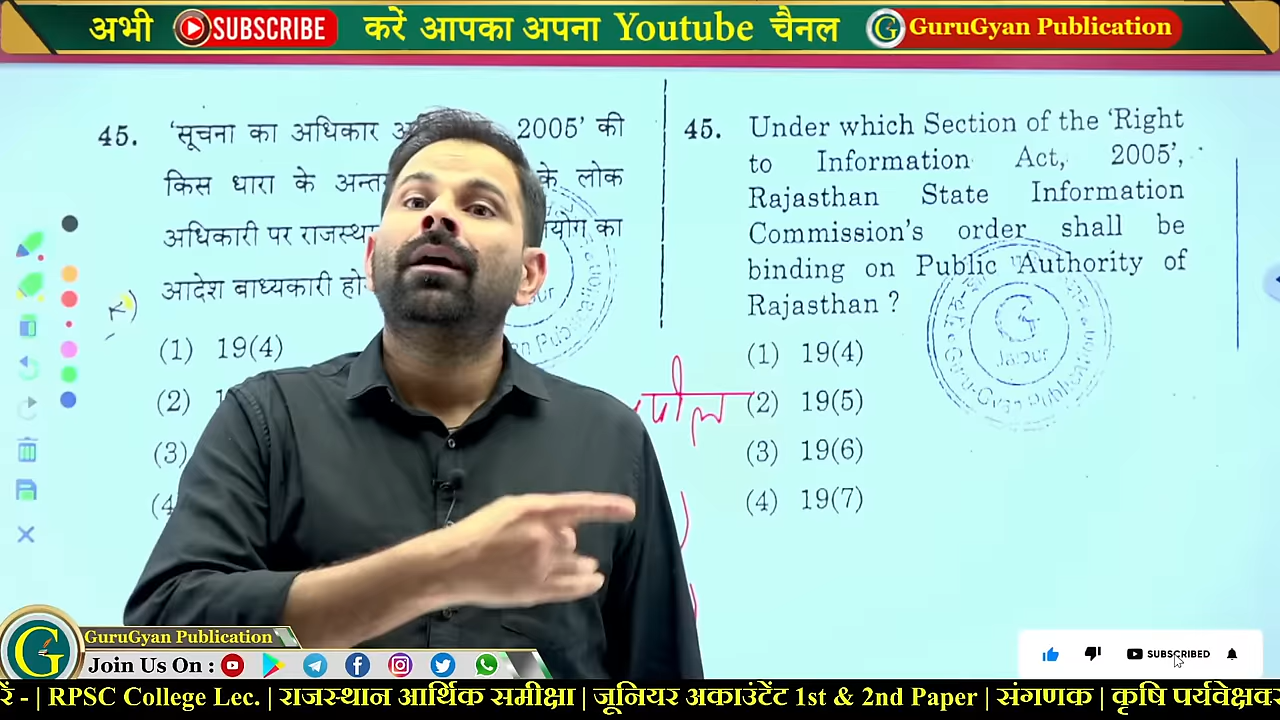 अभी SUBSCRIBE करें आपका अपना Youtube चैनल GuruGyan Publication
45. 'सूचना का अधिकार 2005' की
किस धारा के के लोक
अधिकारी पर का
आदेश बाध्यकारी
(1) 19(4)
(2)
(3)
(4
पील
45. Under which Section of the 'Right
to Information Act, 2005',
Rajasthan State Information
Commission's order shall be
binding on Public Authority of
Rajasthan ?
(1) 19(4)
(2) 19(5)
(3) 19(6)
(4) 19(7)
Jaipur
GuruGyan Publication
Join Us On :
SUBSCRIBED
रें - | RPSC College Lec. | राजस्थान आर्थिक समीक्षा | जूनियर अकाउंटेंट 1st & 2nd Paper | संगणक | कृषि पर्यवेक्षक